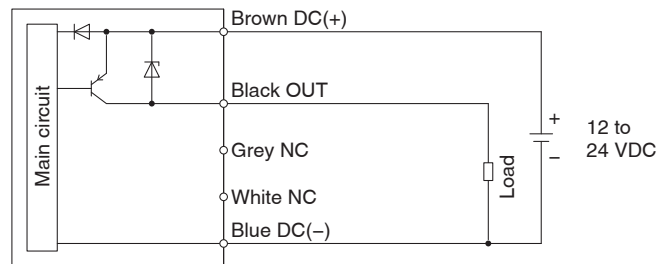 Brown DC(+)
Main circuit
Black OUT
Grey NC
White NC
Blue DC(−)
Load
+
−
12 to
24 VDC